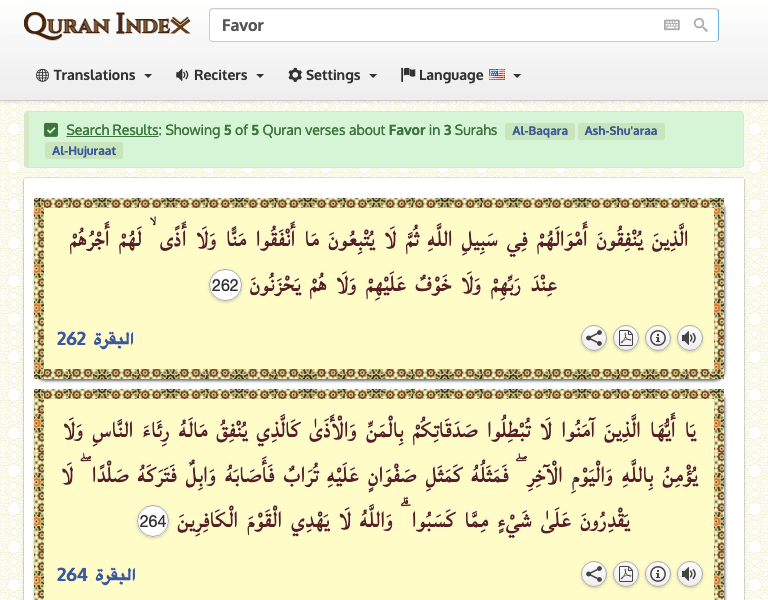 QURAN INDEX
Favor
Translations Reciters Settings Language
Search Results: Showing 5 of 5 Quran verses about Favor in 3 Surahs Al-Baqara Ash-Shu'araa
Al-Hujuraat
الَّذِينَ يُنْفِقُونَ أَمْوَالَهُمْ فِي سَبِيلِ اللَّهِ ثُمَّ لَا يُتْبِعُونَ مَا أَنْفَقُوا مَنًّا وَلَا أَذًى ۙ لَهُمْ أَجْرُهُمْ
عِنْدَ رَبِّهِمْ وَلَا خَوْفٌ عَلَيْهِمْ وَلَا هُمْ يَحْزَنُونَ 262
البقرة 262
يَا أَيُّهَا الَّذِينَ آمَنُوا لَا تُبْطِلُوا صَدَقَاتِكُمْ بِالْمَنِّ وَالْأَذَىٰ كَالَّذِي يُنْفِقُ مَالَهُ رِئَاءَ النَّاسِ وَلَا
يُؤْمِنُ بِاللَّهِ وَالْيَوْمِ الْآخِرِ ۖ فَمَثَلُهُ كَمَثَلِ صَفْوَانٍ عَلَيْهِ تُرَابٌ فَأَصَابَهُ وَابِلٌ فَتَرَكَهُ صَلْدًا ۖ لَا
يَقْدِرُونَ عَلَىٰ شَيْءٍ مِمَّا كَسَبُوا ۗ وَاللَّهُ لَا يَهْدِي الْقَوْمَ الْكَافِرِينَ 264
البقرة 264